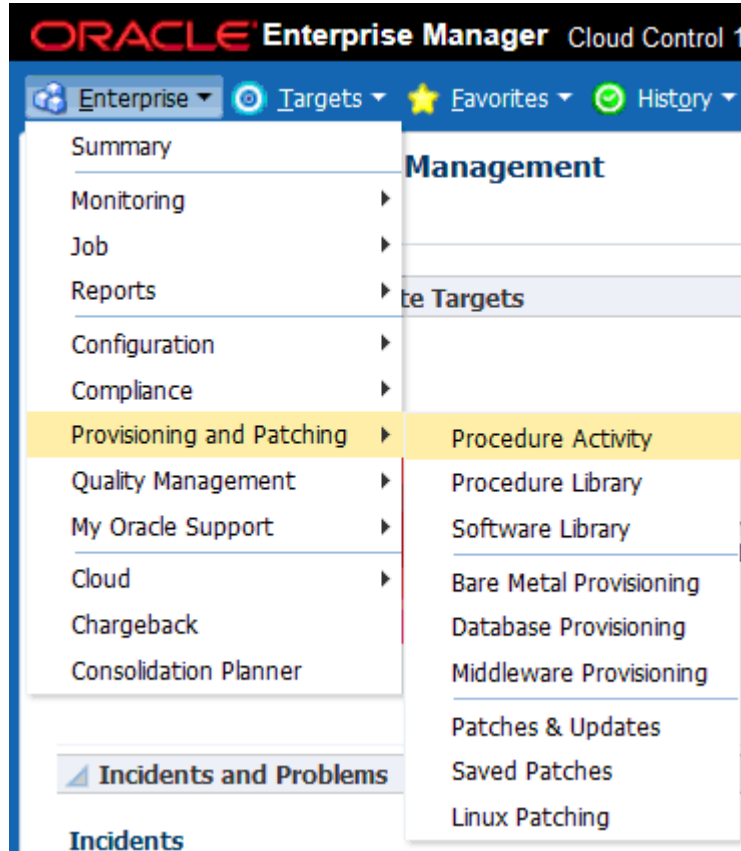 ORACLE Enterprise Manager Cloud Control 1
Enterprise Targets Favorites History
Summary
Management
Monitoring
Job
Reports
te Targets
Configuration
Compliance
Provisioning and Patching
Quality Management
My Oracle Support
Cloud
Chargeback
Consolidation Planner
Procedure Activity
Procedure Library
Software Library
Bare Metal Provisioning
Database Provisioning
Middleware Provisioning
Patches & Updates
Saved Patches
Linux Patching
Incidents and Problems
Incidents